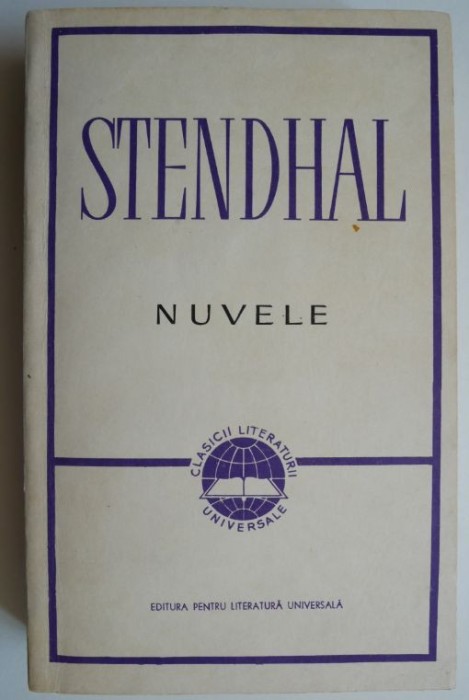 STENDHAL
NUVELE
CLASICII LITERATURII
UNIVERSALE
EDITURA PENTRU LITERATURĂ UNIVERSALĂ